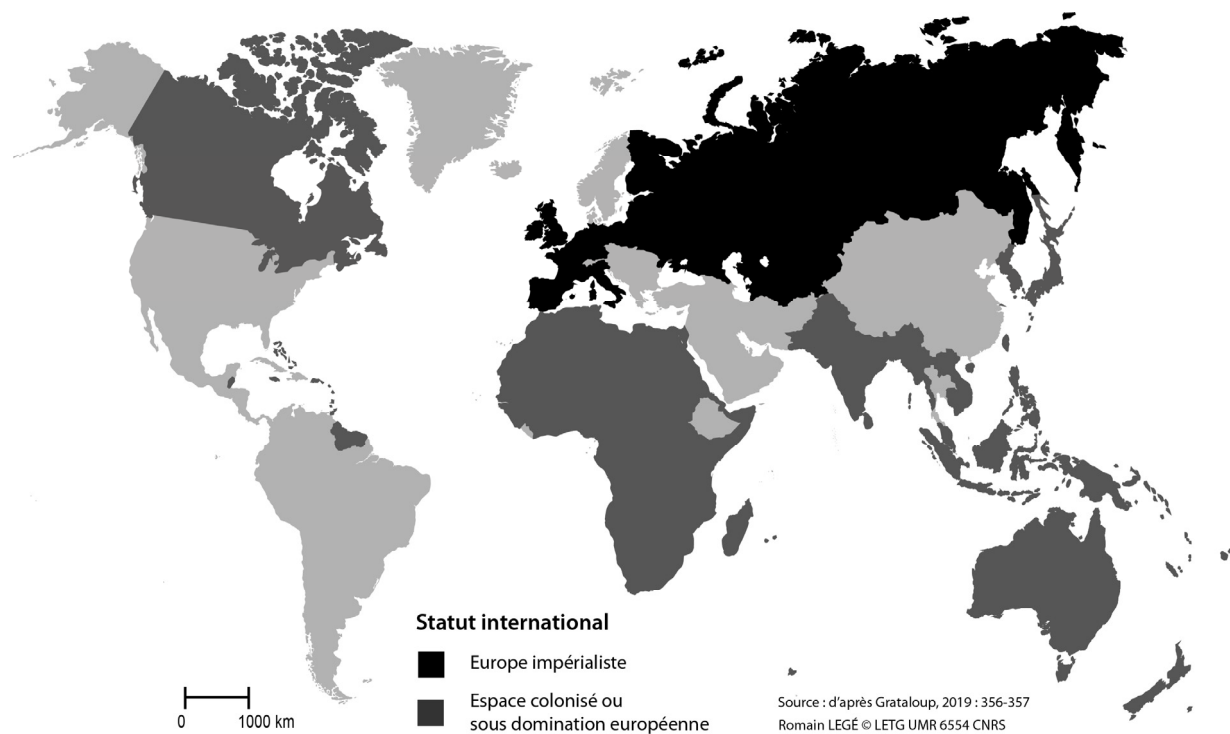 Statut international
Europe impérialiste
Espace colonisé ou
sous domination européenne
0 1000 km
Source : d'après Grataloup, 2019 : 356-357
Romain LEGÉ © LETG UMR 6554 CNRS